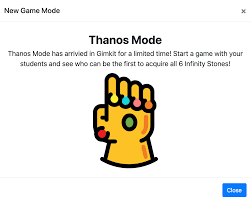 New Game Mode ×
Thanos Mode
Thanos Mode has arrivied in Gimkit for a limited time! Start a game with your
students and see who can be the first to acquire all 6 Infinity Stones!
Close